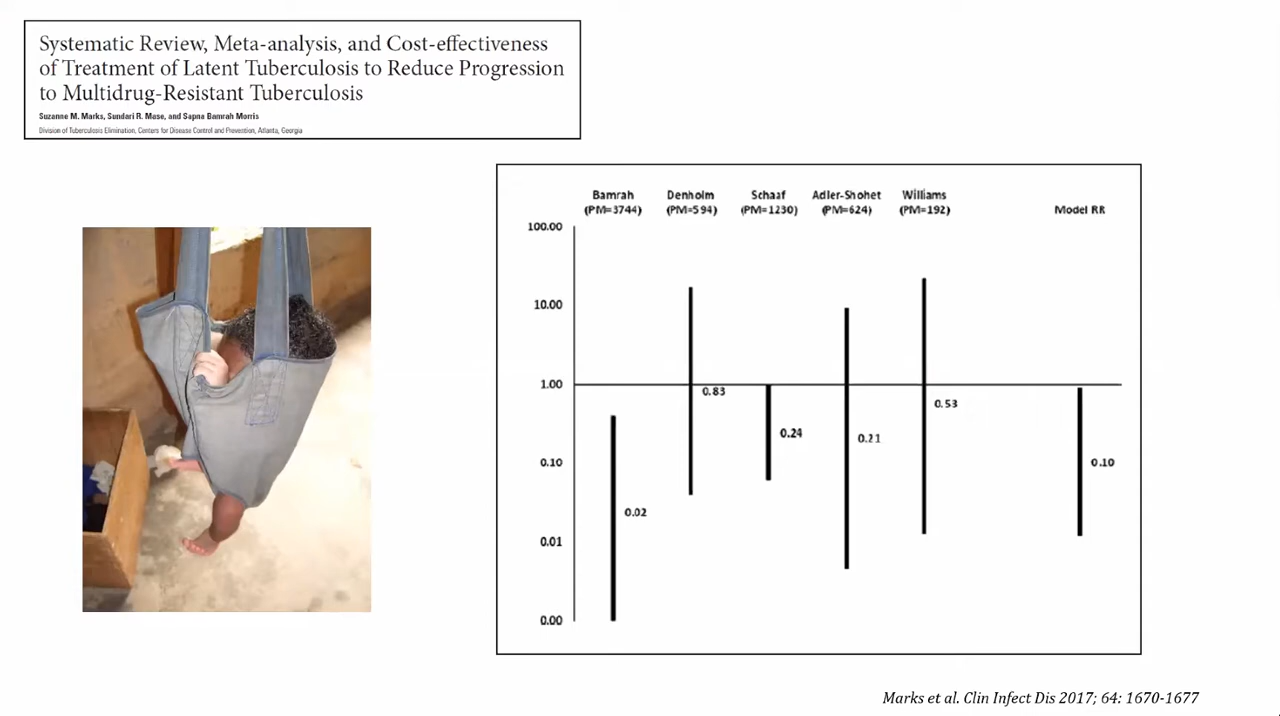 Systematic Review, Meta-analysis, and Cost-effectiveness
of Treatment of Latent Tuberculosis to Reduce Progression
to Multidrug-Resistant Tuberculosis
Suzanne M. Marks, Sundari R. Mase, and Sapna Bamrah Morris
Division of Tuberculosis Elimination, Centers for Disease Control and Prevention, Atlanta, Georgia
Bamrah Denholm Schaaf Adler-Shohet Williams
(PM=3744) (PM=594) (PM=1230) (PM=624) (PM=192) Model RR
100.00
10.00
1.00
0.83
0.53
0.24
0.21
0.10 0.10
0.02
0.01
0.00
Marks et al. Clin Infect Dis 2017; 64: 1670-1677